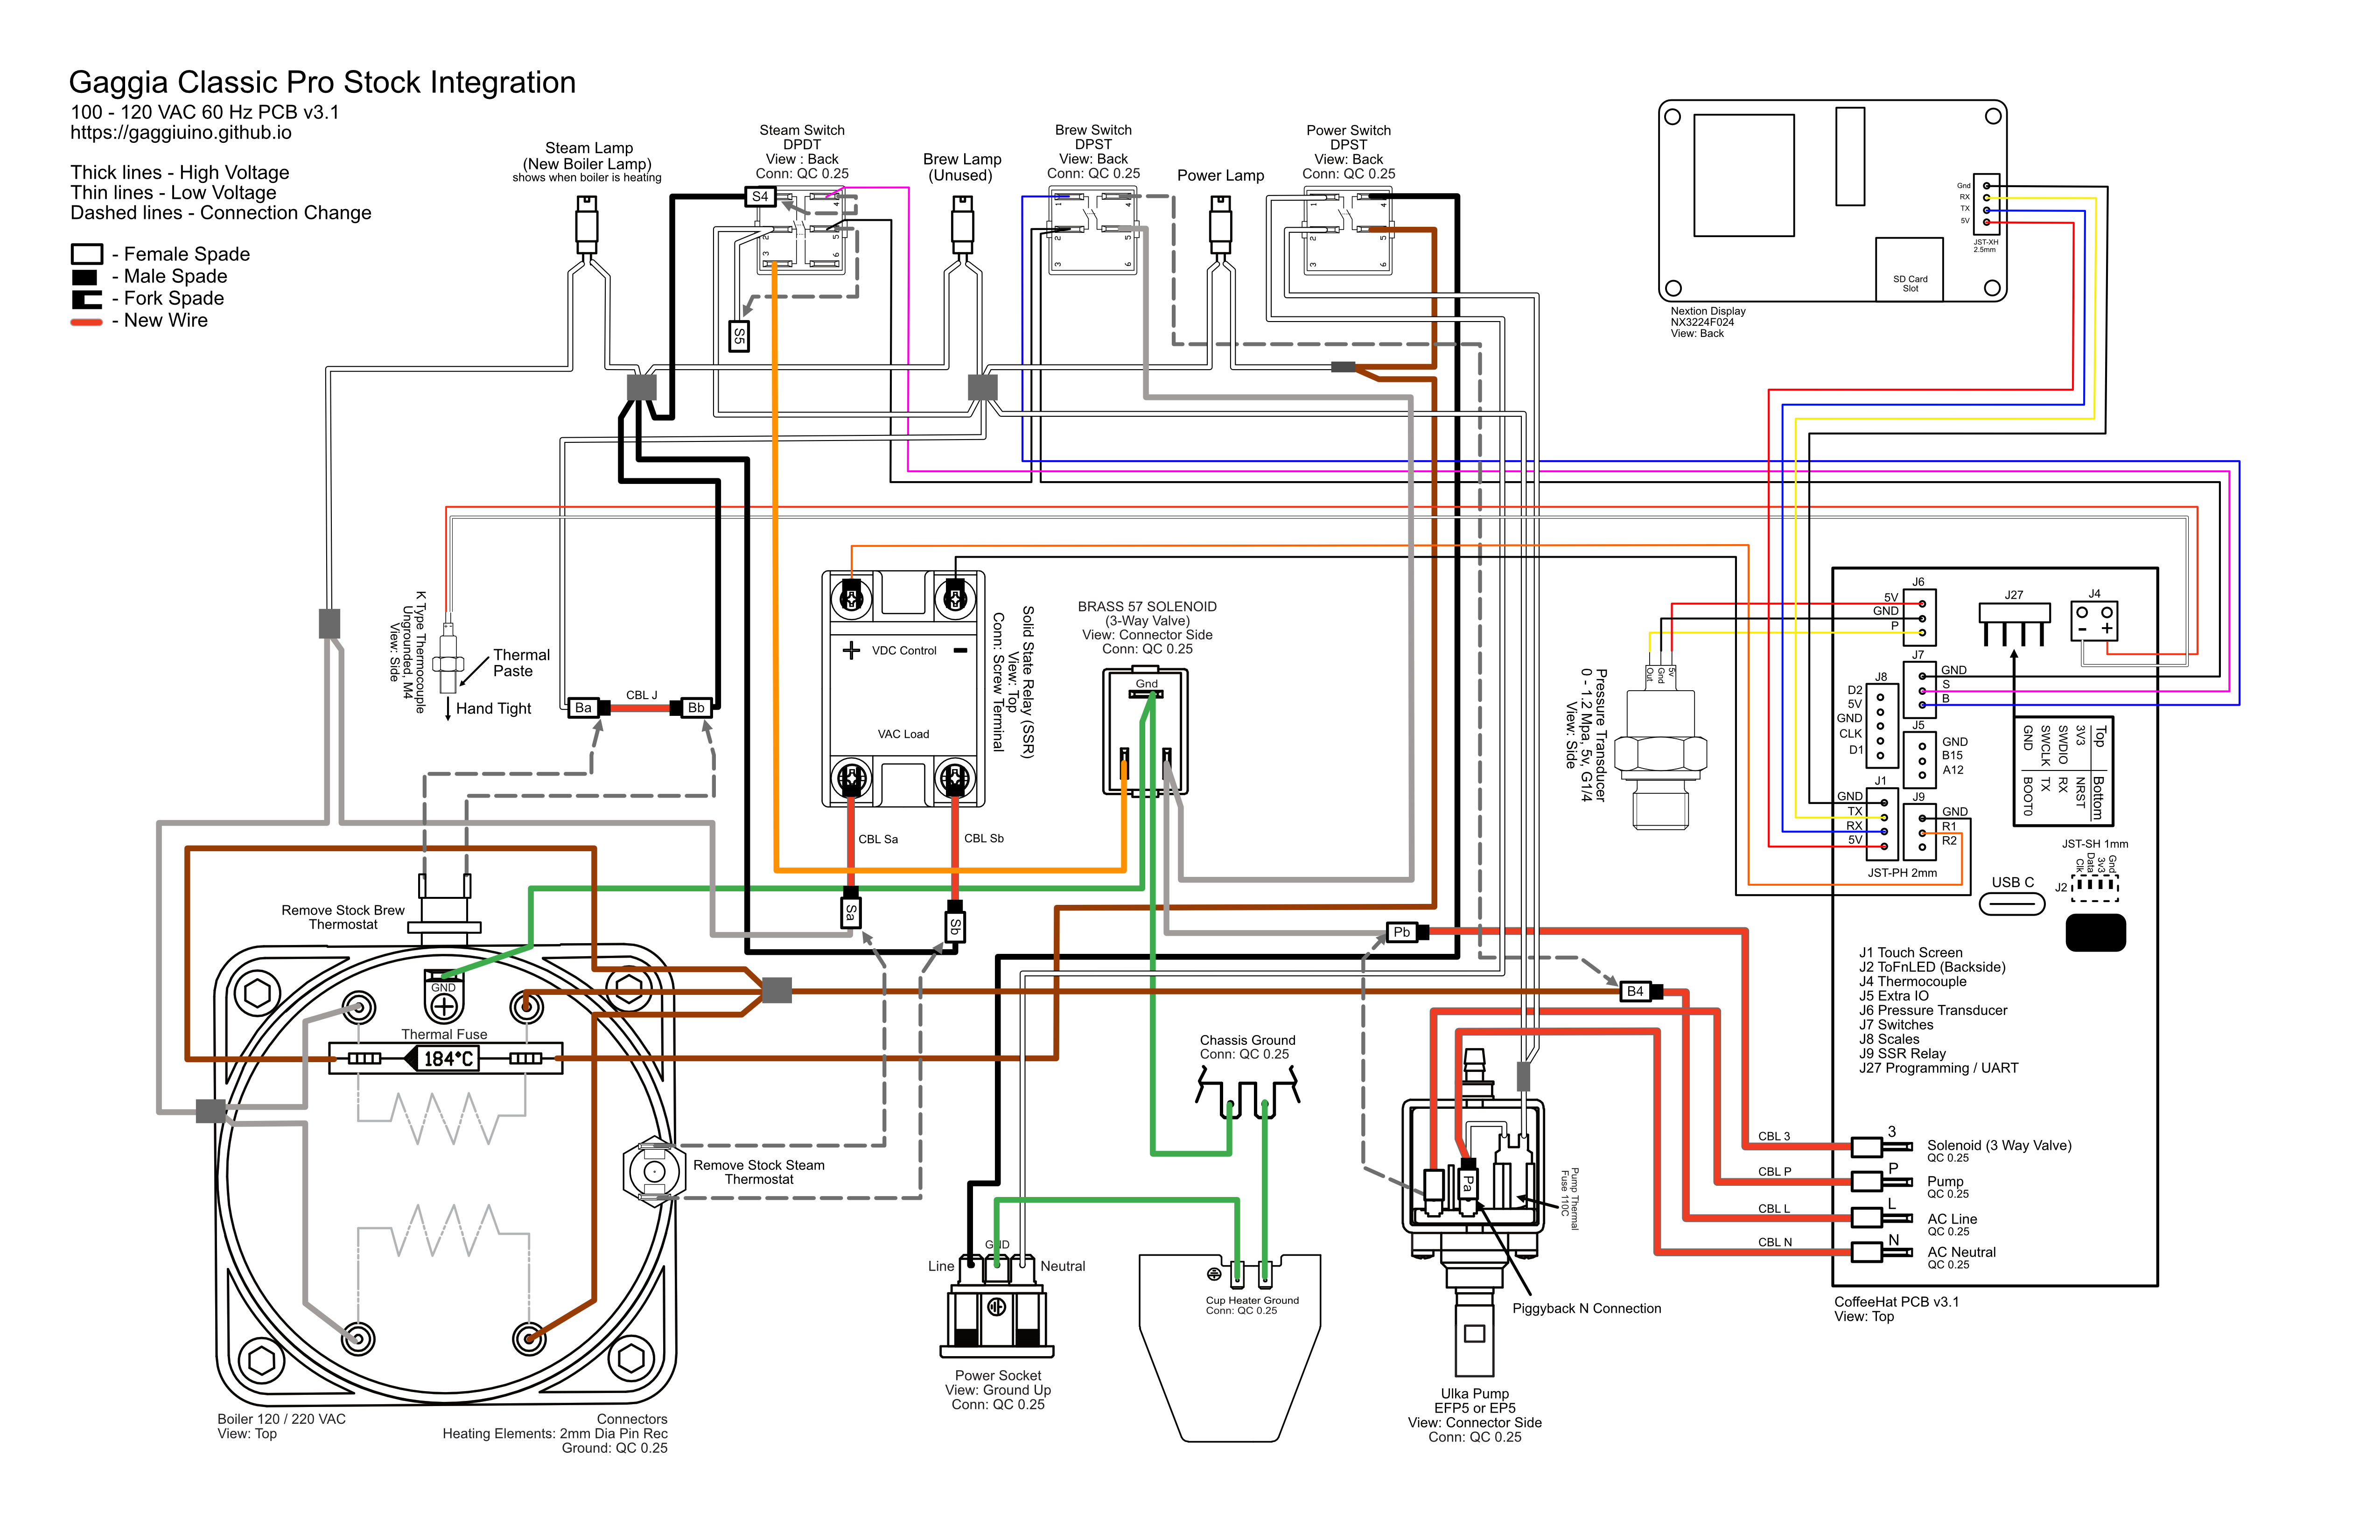 Gaggia Classic Pro Stock Integration
100 - 120 VAC 60 Hz PCB v3.1
https://gaggiuino.github.io
Thick lines - High Voltage
Thin lines - Low Voltage
Dashed lines - Connection Change
- Female Spade
- Male Spade
- Fork Spade
- New Wire
Steam Lamp
(New Boiler Lamp)
shows when boiler is heating
Steam Switch
DPDT
View : Back
Conn: QC 0.25
S4
4
2
5
3
6
S5
Brew Lamp
(Unused)
Brew Switch
DPST
View: Back
Conn: QC 0.25
1
4
2
5
3
6
Power Lamp
Power Switch
DPST
View: Back
Conn: QC 0.25
1
4
2
5
3
6
Gnd
RX
TX
5V
JST-XH
2.5mm
SD Card
Slot
Nextion Display
NX3224F024
View: Back
K Type Thermocouple
Ungrounded, M4
View: Side
Thermal
Paste
Hand Tight
CBL J
Ba
Bb
VDC Control
VAC Load
Solid State Relay (SSR)
View: Top
Conn: Screw Terminal
CBL Sa
CBL Sb
Sa
Sb
BRASS 57 SOLENOID
(3-Way Valve)
View: Connector Side
Conn: QC 0.25
Gnd
Out
Gnd
5v
Pressure Transducer
0 - 1.2 Mpa, 5v, G1/4
View: Side
J6
5V
GND
P
J27
J4
- +
J7
GND
S
B
J8
D2
5V
GND
CLK
D1
J5
GND
B15
A12
J1
GND
TX
RX
5V
J9
GND
R1
R2
JST-PH 2mm
Top Bottom
3V3 NRST
SWDIO RX
SWCLK TX
GND BOOT0
JST-SH 1mm
Gnd
3v3
Data
Clk
J2
USB C
J1 Touch Screen
J2 ToFnLED (Backside)
J4 Thermocouple
J5 Extra IO
J6 Pressure Transducer
J7 Switches
J8 Scales
J9 SSR Relay
J27 Programming / UART
CBL 3
3
Solenoid (3 Way Valve)
QC 0.25
CBL P
P
Pump
QC 0.25
CBL L
L
AC Line
QC 0.25
CBL N
N
AC Neutral
QC 0.25
CoffeeHat PCB v3.1
View: Top
Remove Stock Brew
Thermostat
GND
Thermal Fuse
184°C
Remove Stock Steam
Thermostat
Boiler 120 / 220 VAC
View: Top
Connectors
Heating Elements: 2mm Dia Pin Rec
Ground: QC 0.25
Pb
B4
Chassis Ground
Conn: QC 0.25
Line
GND
Neutral
Power Socket
View: Ground Up
Conn: QC 0.25
Cup Heater Ground
Conn: QC 0.25
Pa
Pump Thermal
Fuse 110C
Piggyback N Connection
Ulka Pump
EFP5 or EP5
View: Connector Side
Conn: QC 0.25